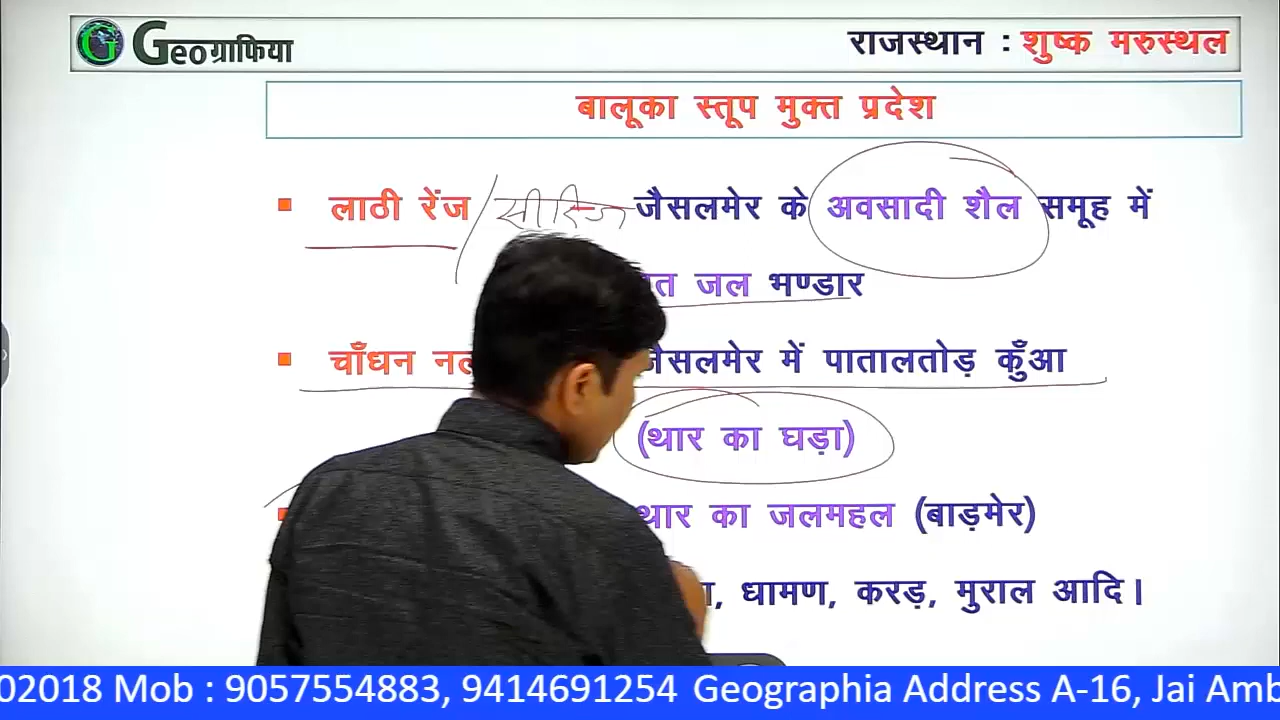 Geoग्राफिया
राजस्थान : शुष्क मरुस्थल
बालूका स्तूप मुक्त प्रदेश
लाठी रेंज / सीरिज जैसलमेर के अवसादी शैल समूह में
जल भण्डार
चाँधन जैसलमेर में पातालतोड़ कुँआ
(थार का घड़ा)
थार का जलमहल (बाड़मेर)
धामण, करड़, मुराल आदि।
02018 Mob : 9057554883, 9414691254 Geographia Address A-16, Jai Amb